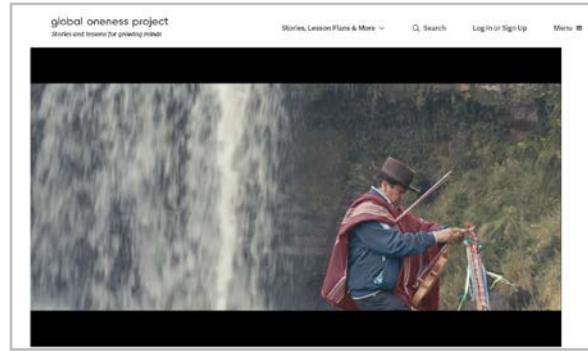 global oneness project
Stories and lessons for growing minds
Stories, Lesson Plans & More
Search
Log In or Sign Up
Menu